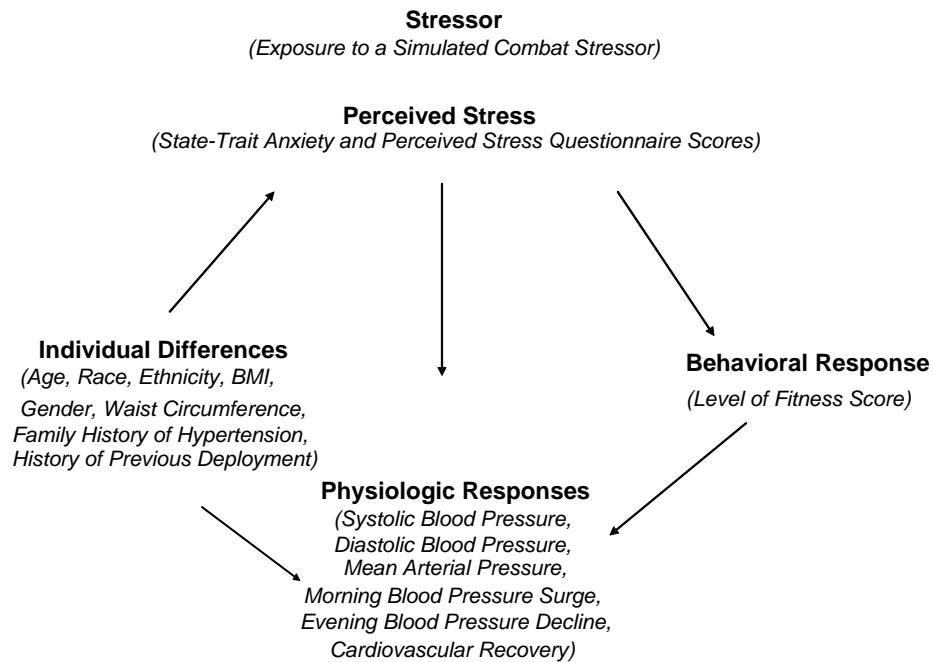 Stressor
(Exposure to a Simulated Combat Stressor)
Perceived Stress
(State-Trait Anxiety and Perceived Stress Questionnaire Scores)
Individual Differences
(Age, Race, Ethnicity, BMI,
Gender, Waist Circumference,
Family History of Hypertension,
History of Previous Deployment)
Behavioral Response
(Level of Fitness Score)
Physiologic Responses
(Systolic Blood Pressure,
Diastolic Blood Pressure,
Mean Arterial Pressure,
Morning Blood Pressure Surge,
Evening Blood Pressure Decline,
Cardiovascular Recovery)